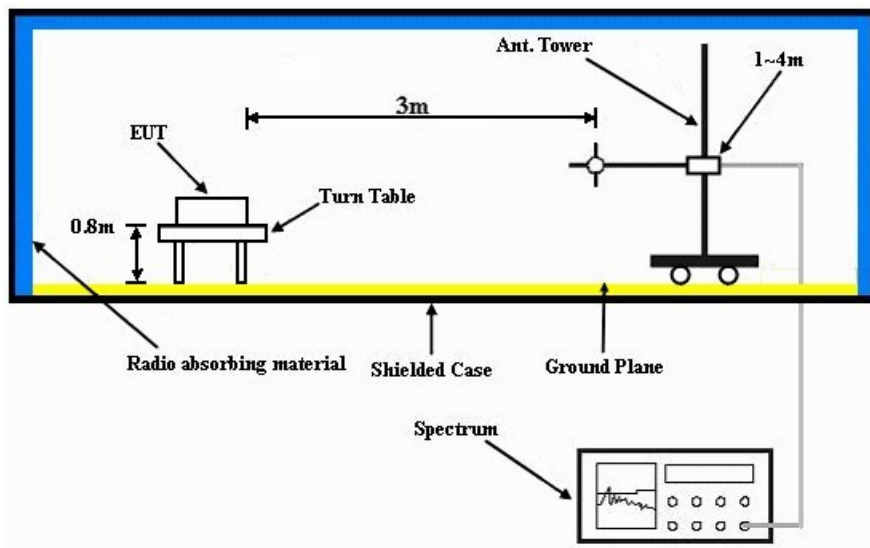 Ant. Tower
1~4m
3m
EUT
Turn Table
0.8m
Radio absorbing material
Shielded Case
Ground Plane
Spectrum